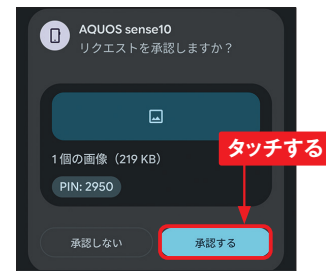 AQUOS sense10
リクエストを承認しますか？
1個の画像（219 KB）
タッチする
PIN: 2950
承認しない
承認する